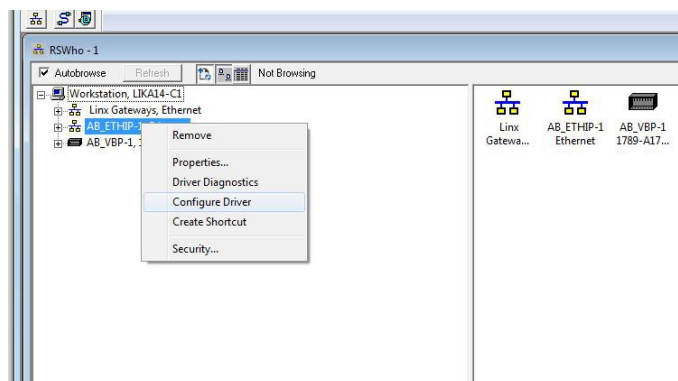 RSWho - 1
Autobrowse Refresh Not Browsing
Workstation, LIKA14-C1
Linx Gateways, Ethernet
AB_ETHIP-1
AB_VBP-1, 1
Remove
Properties...
Driver Diagnostics
Configure Driver
Create Shortcut
Security...
Linx
Gatewa...
AB_ETHIP-1
Ethernet
AB_VBP-1
1789-A17...